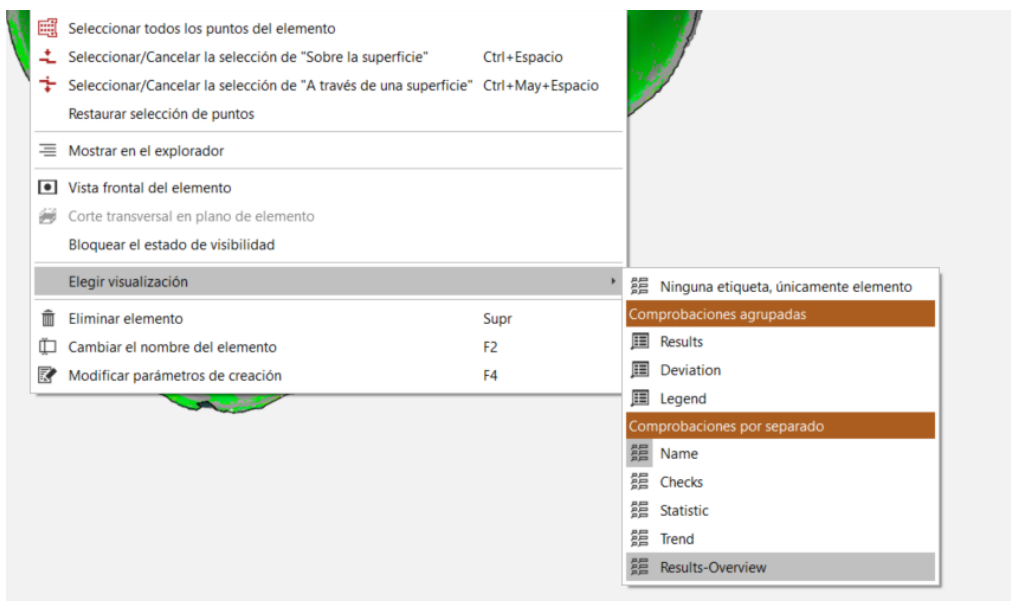 Seleccionar todos los puntos del elemento
Seleccionar/Cancelar la selección de "Sobre la superficie" Ctrl+Espacio
Seleccionar/Cancelar la selección de "A través de una superficie" Ctrl+May+Espacio
Restaurar selección de puntos
Mostrar en el explorador
Vista frontal del elemento
Corte transversal en plano de elemento
Bloquear el estado de visibilidad
Elegir visualización
Eliminar elemento Supr
Cambiar el nombre del elemento F2
Modificar parámetros de creación F4
Ninguna etiqueta, únicamente elemento
Comprobaciones agrupadas
Results
Deviation
Legend
Comprobaciones por separado
Name
Checks
Statistic
Trend
Results-Overview